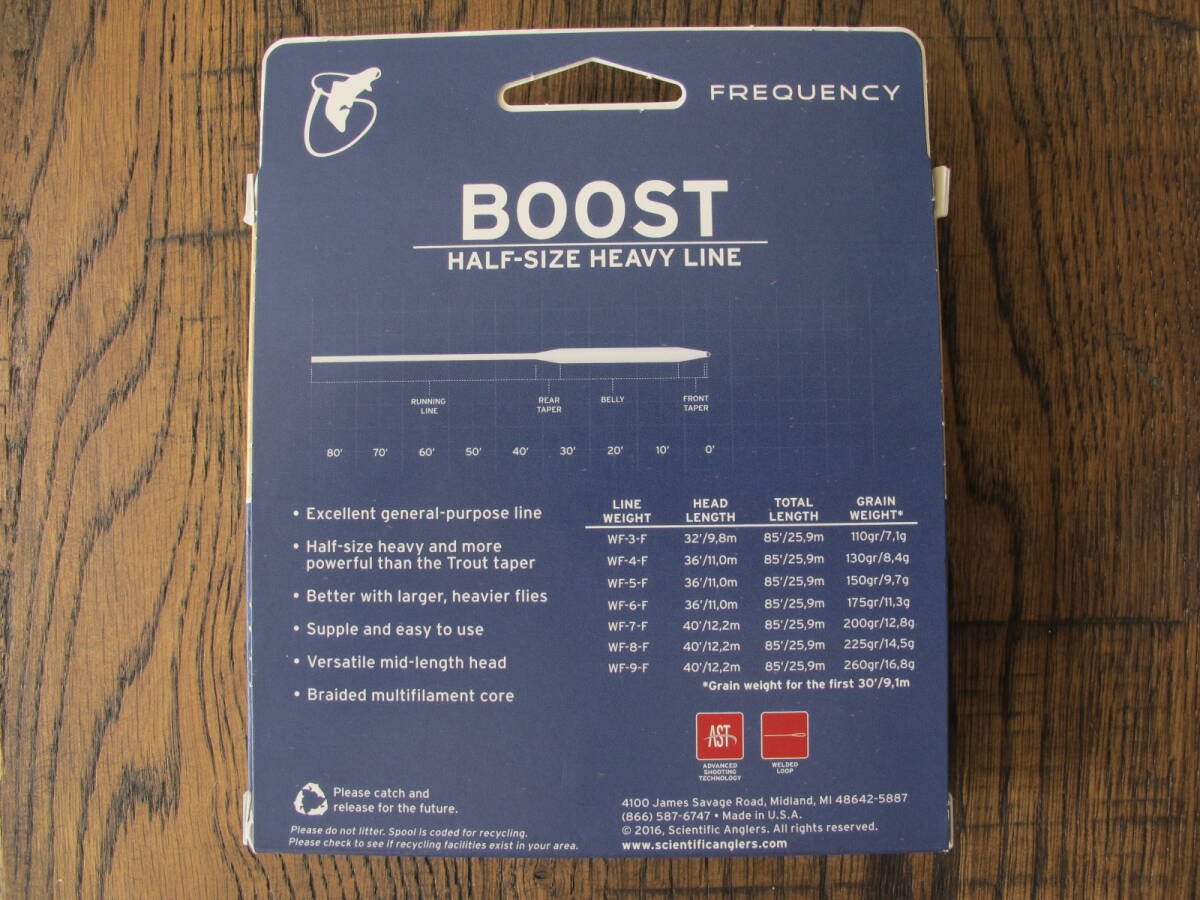 FREQUENCY
BOOST
HALF-SIZE HEAVY LINE
RUNNING
LINE
REAR
TAPER
BELLY
FRONT
TAPER
80' 70' 60' 50' 40' 30' 20' 10' 0'
• Excellent general-purpose line
• Half-size heavy and more
powerful than the Trout taper
• Better with larger, heavier flies
• Supple and easy to use
• Versatile mid-length head
• Braided multifilament core
LINE WEIGHT HEAD LENGTH TOTAL LENGTH GRAIN WEIGHT*
WF-3-F 32'/9,8m 85'/25,9m 110gr/7,1g
WF-4-F 36'/11,0m 85'/25,9m 130gr/8,4g
WF-5-F 36'/11,0m 85'/25,9m 150gr/9,7g
WF-6-F 36'/11,0m 85'/25,9m 175gr/11,3g
WF-7-F 40'/12,2m 85'/25,9m 200gr/12,8g
WF-8-F 40'/12,2m 85'/25,9m 225gr/14,5g
WF-9-F 40'/12,2m 85'/25,9m 260gr/16,8g
*Grain weight for the first 30'/9,1m
AST
ADVANCED
SHOOTING
TECHNOLOGY
WELDED
LOOP
Please catch and
release for the future.
Please do not litter. Spool is coded for recycling.
Please check to see if recycling facilities exist in your area.
4100 James Savage Road, Midland, MI 48642-5887
(866) 587-6747 • Made in U.S.A.
© 2016, Scientific Anglers. All rights reserved.
www.scientificanglers.com